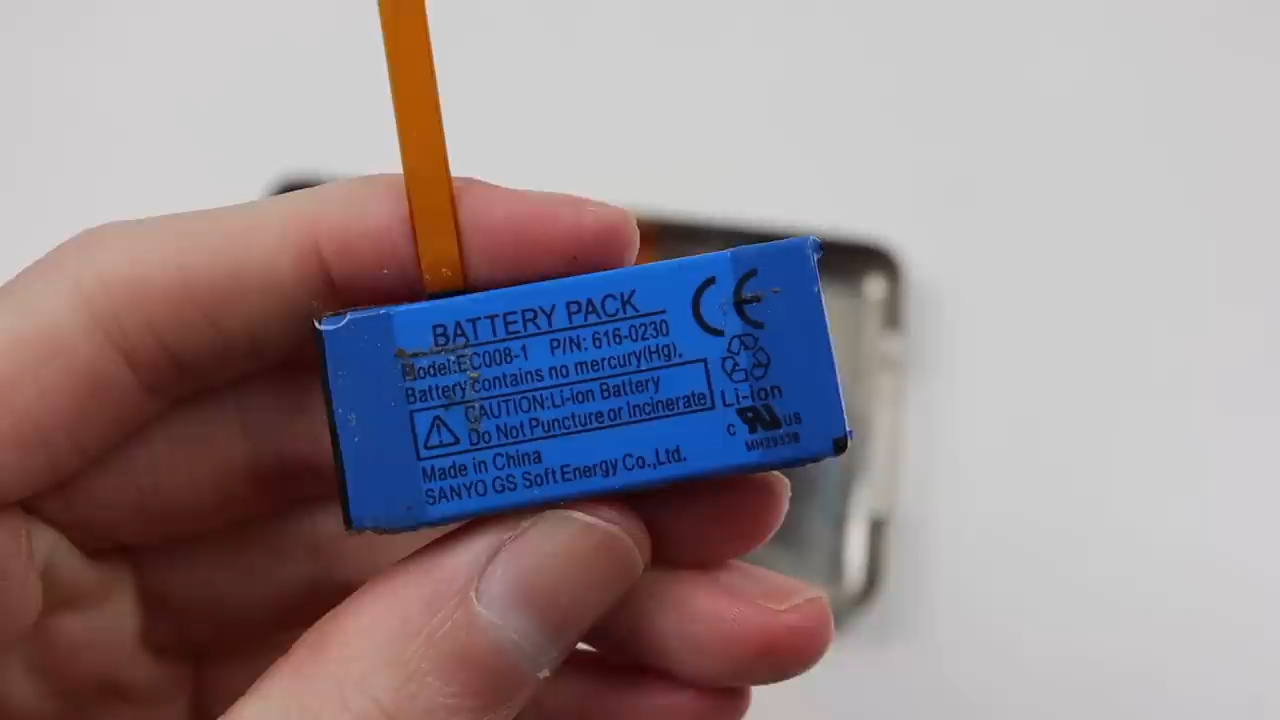 BATTERY PACK
Model:EC008-1 P/N: 616-0230
Battery contains no mercury(Hg).
CAUTION:Li-ion Battery
Do Not Puncture or Incinerate
Made in China
SANYO GS Soft Energy Co.,Ltd.
CE
Li-ion
c RU US
MH29338